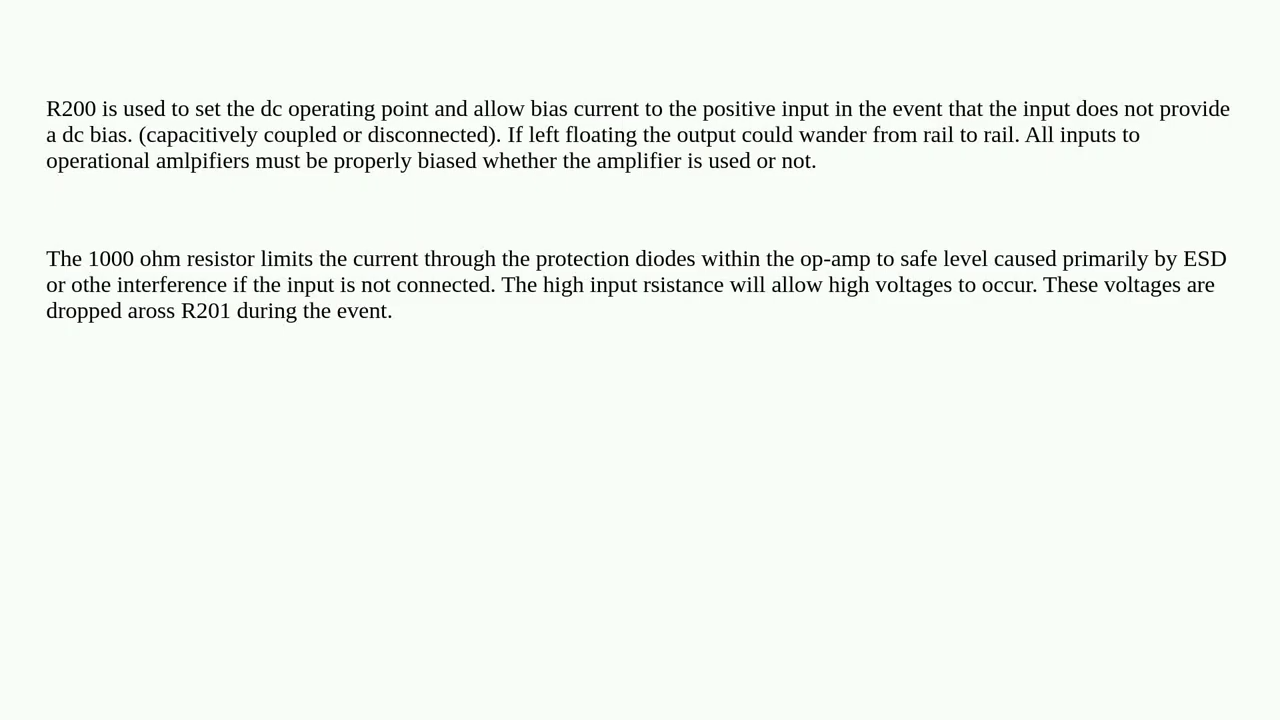 R200 is used to set the dc operating point and allow bias current to the positive input in the event that the input does not provide
a dc bias. (capacitively coupled or disconnected). If left floating the output could wander from rail to rail. All inputs to
operational amlpifiers must be properly biased whether the amplifier is used or not.
The 1000 ohm resistor limits the current through the protection diodes within the op-amp to safe level caused primarily by ESD
or othe interference if the input is not connected. The high input rsistance will allow high voltages to occur. These voltages are
dropped aross R201 during the event.